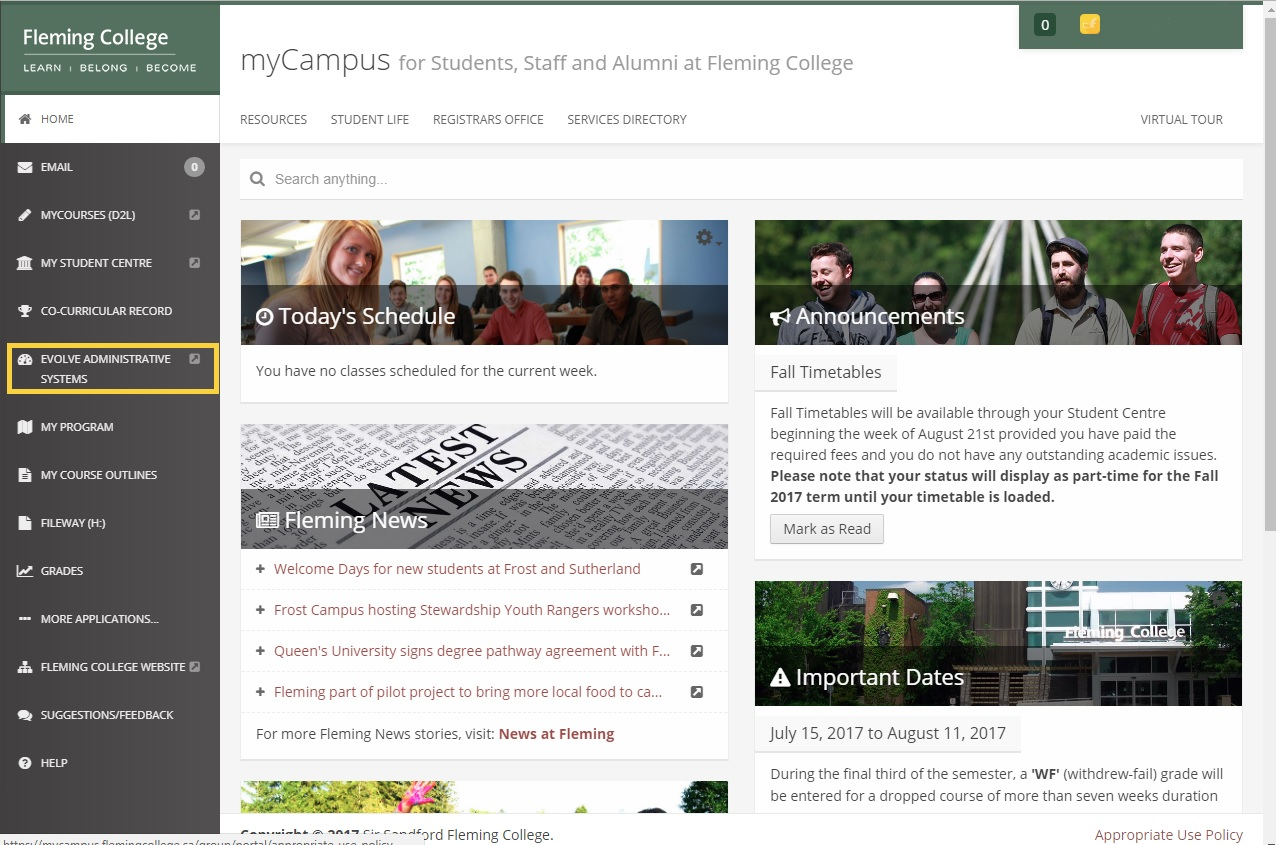 Fleming College
LEARN | BELONG | BECOME
0
myCampus for Students, Staff and Alumni at Fleming College
HOME
RESOURCES STUDENT LIFE REGISTRARS OFFICE SERVICES DIRECTORY VIRTUAL TOUR
EMAIL 0
MYCOURSES (D2L)
MY STUDENT CENTRE
CO-CURRICULAR RECORD
EVOLVE ADMINISTRATIVE
SYSTEMS
MY PROGRAM
MY COURSE OUTLINES
FILEWAY (H:)
GRADES
MORE APPLICATIONS...
FLEMING COLLEGE WEBSITE
SUGGESTIONS/FEEDBACK
HELP
Search anything...
Today's Schedule
You have no classes scheduled for the current week.
LATEST
NEWS
Fleming News
Welcome Days for new students at Frost and Sutherland
Frost Campus hosting Stewardship Youth Rangers worksho...
Queen's University signs degree pathway agreement with F...
Fleming part of pilot project to bring more local food to ca...
For more Fleming News stories, visit: News at Fleming
Announcements
Fall Timetables
Fall Timetables will be available through your Student Centre
beginning the week of August 21st provided you have paid the
required fees and you do not have any outstanding academic issues.
Please note that your status will display as part-time for the Fall
2017 term until your timetable is loaded.
Mark as Read
Fleming College
Important Dates
July 15, 2017 to August 11, 2017
During the final third of the semester, a 'WF' (withdrew-fail) grade will
be entered for a dropped course of more than seven weeks duration
Copyright © 2017 Sir Sandford Fleming College.
Appropriate Use Policy
https://mycampus.flemingcollege.ca/group/portal/appropriate-use-policy